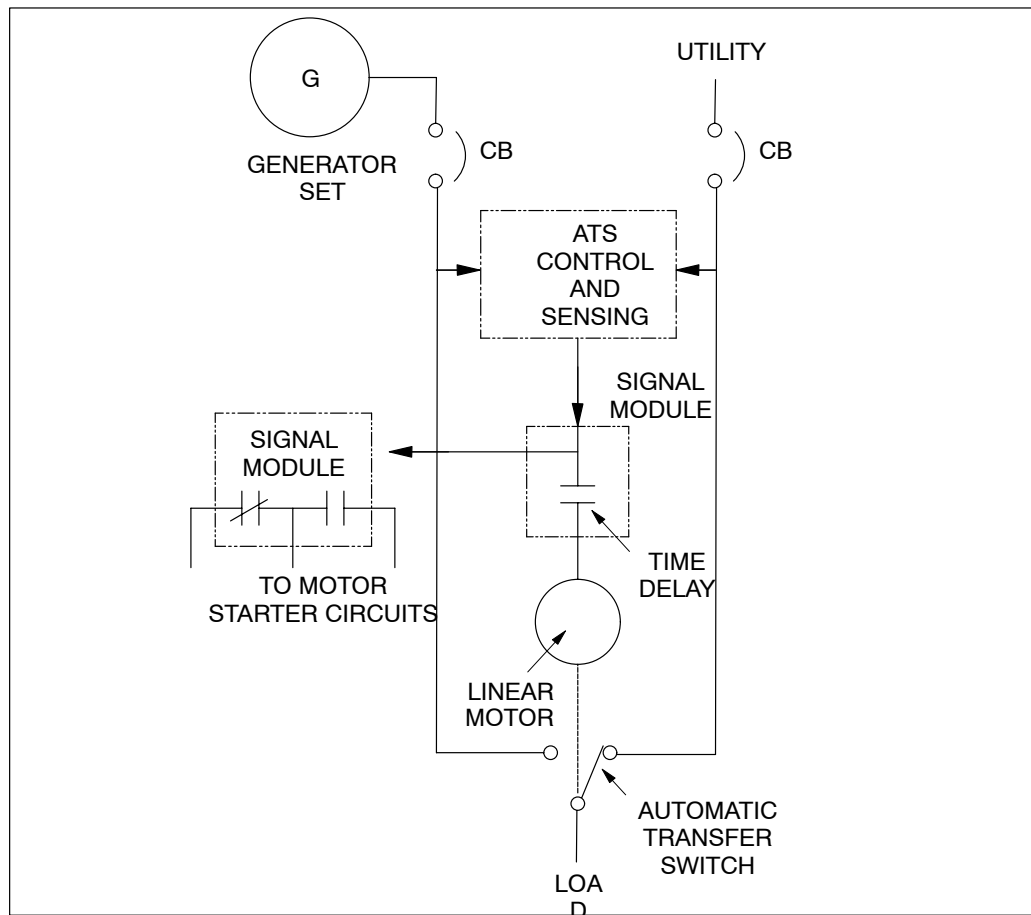 G
GENERATOR
SET
CB
UTILITY
CB
ATS
CONTROL
AND
SENSING
SIGNAL
MODULE
SIGNAL
MODULE
TO MOTOR
STARTER CIRCUITS
TIME
DELAY
LINEAR
MOTOR
AUTOMATIC
TRANSFER
SWITCH
LOA
D